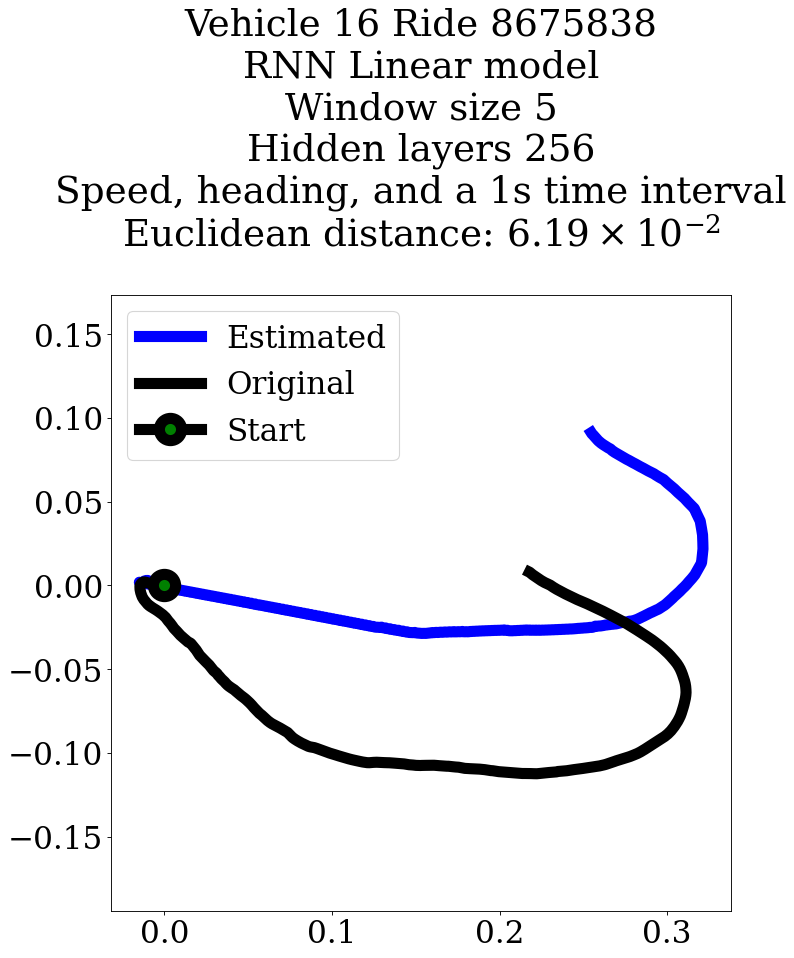 Vehicle 16 Ride 8675838
RNN Linear model
Window size 5
Hidden layers 256
Speed, heading, and a 1s time interval
Euclidean distance: 6.19 × 10⁻²
Estimated
Original
Start
0.15
0.10
0.05
0.00
−0.05
−0.10
−0.15
0.0 0.1 0.2 0.3